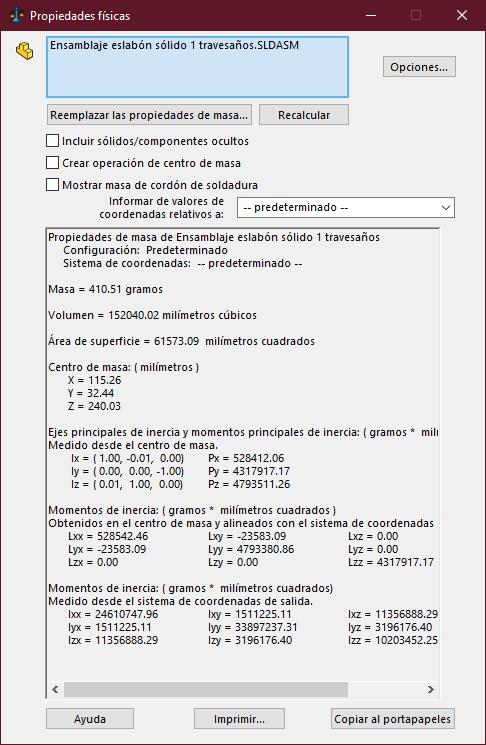 Propiedades físicas
Ensamblaje eslabón sólido 1 travesaños.SLDASM
Opciones...
Reemplazar las propiedades de masa... Recalcular
Incluir sólidos/componentes ocultos
Crear operación de centro de masa
Mostrar masa de cordón de soldadura
Informar de valores de
coordenadas relativos a: -- predeterminado --
Propiedades de masa de Ensamblaje eslabón sólido 1 travesaños
Configuración: Predeterminado
Sistema de coordenadas: -- predeterminado --
Masa = 410.51 gramos
Volumen = 152040.02 milímetros cúbicos
Área de superficie = 61573.09 milímetros cuadrados
Centro de masa: ( milímetros )
X = 115.26
Y = 32.44
Z = 240.03
Ejes principales de inercia y momentos principales de inercia: ( gramos * milí
Medido desde el centro de masa.
Ix = ( 1.00, -0.01, 0.00) Px = 528412.06
Iy = ( 0.00, 0.00, -1.00) Py = 4317917.17
Iz = ( 0.01, 1.00, 0.00) Pz = 4793511.26
Momentos de inercia: ( gramos * milímetros cuadrados )
Obtenidos en el centro de masa y alineados con el sistema de coordenadas
Lxx = 528542.46 Lxy = -23583.09 Lxz = 0.00
Lyx = -23583.09 Lyy = 4793380.86 Lyz = 0.00
Lzx = 0.00 Lzy = 0.00 Lzz = 4317917.17
Momentos de inercia: ( gramos * milímetros cuadrados)
Medido desde el sistema de coordenadas de salida.
Ixx = 24610747.96 Ixy = 1511225.11 Ixz = 11356888.29
Iyx = 1511225.11 Iyy = 33897237.31 Iyz = 3196176.40
Izx = 11356888.29 Izy = 3196176.40 Izz = 10203452.25
Ayuda Imprimir... Copiar al portapapeles